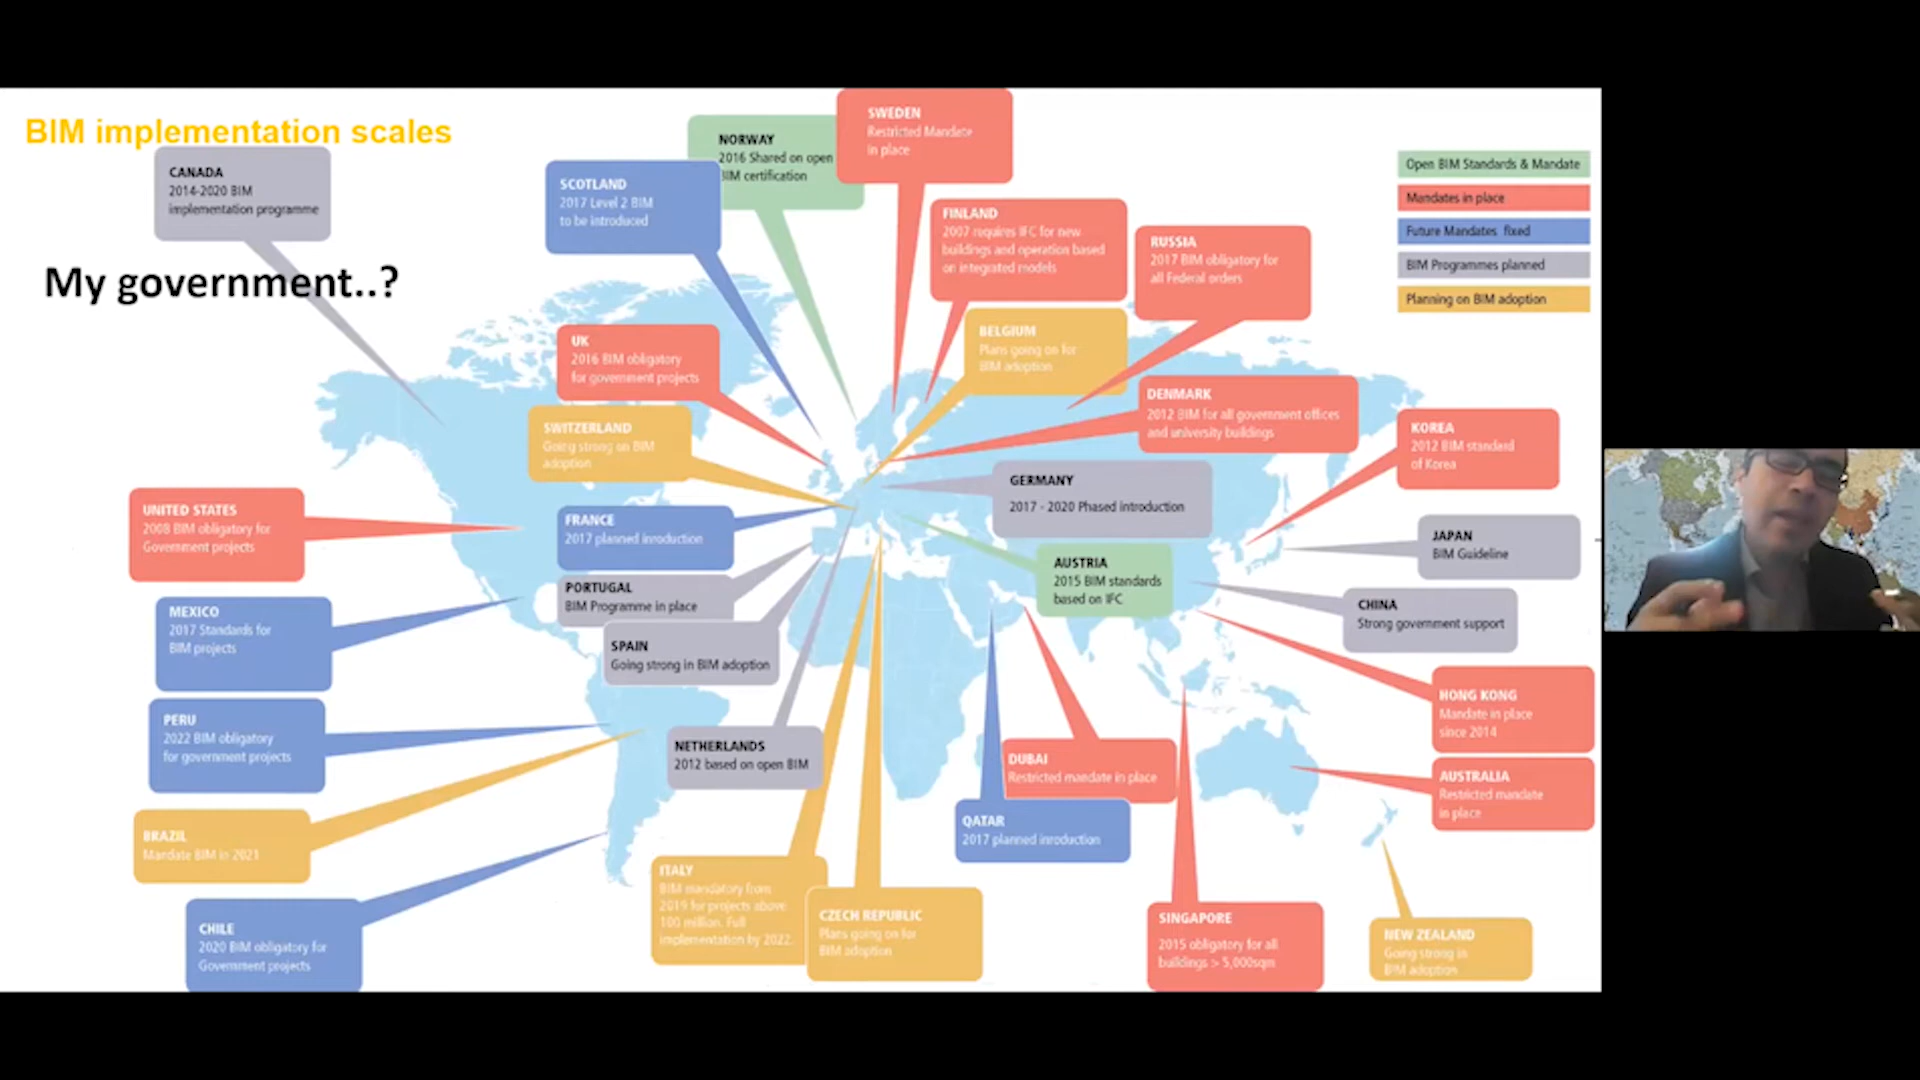 BIM implementation scales
CANADA
2014-2020 BIM
implementation programme
My government..?
SCOTLAND
2017 Level 2 BIM
to be introduced
NORWAY
2016 Shared on open
BIM certification
SWEDEN
Restricted Mandate
in place
FINLAND
2007 requires IFC for new
buildings and operation based
on integrated models
RUSSIA
2017 BIM obligatory for
all Federal orders
Open BIM Standards & Mandate
Mandates in place
Future Mandates fixed
BIM Programmes planned
Planning on BIM adoption
UK
2016 BIM obligatory
for government projects
BELGIUM
Plans going on for
BIM adoption
DENMARK
2012 BIM for all government offices
and university buildings
SWITZERLAND
Going strong on BIM
adoption
KOREA
2012 BIM standard
of Korea
GERMANY
2017 - 2020 Phased introduction
UNITED STATES
2008 BIM obligatory for
Government projects
FRANCE
2017 planned inroduction
JAPAN
BIM Guideline
AUSTRIA
2015 BIM standards
based on IFC
PORTUGAL
BIM Programme in place
MEXICO
2017 Standards for
BIM projects
CHINA
Strong government support
SPAIN
Going strong in BIM adoption
HONG KONG
Mandate in place
since 2014
PERU
2022 BIM obligatory
for government projects
NETHERLANDS
2012 based on open BIM
DUBAI
Restricted mandate in place
AUSTRALIA
Restricted mandate
in place
QATAR
2017 planned inroduction
BRAZIL
Mandate BIM in 2021
ITALY
BIM mandatory from
2019 for projects above
100 million. Full
implementation by 2022
CZECH REPUBLIC
Plans going on for
BIM adoption
CHILE
2020 BIM obligatory for
Government projects
SINGAPORE
2015 obligatory for all
buildings > 5,000sqm
NEW ZEALAND
Going strong in
BIM adoption